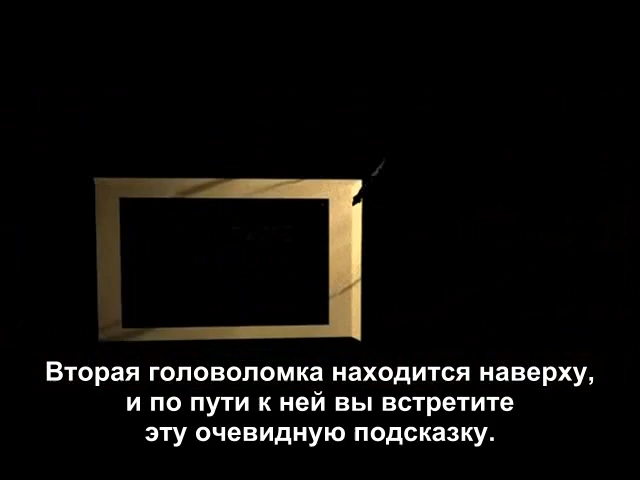 Вторая головоломка находится наверху,
и по пути к ней вы встретите
эту очевидную подсказку.